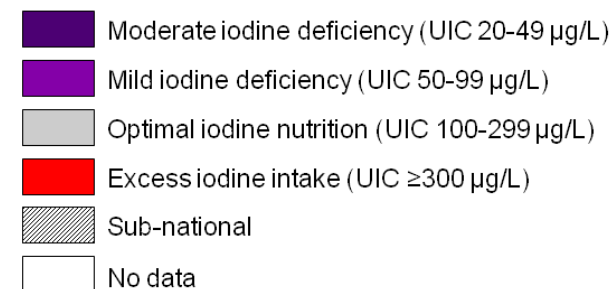 Moderate iodine deficiency (UIC 20-49 µg/L)
Mild iodine deficiency (UIC 50-99 µg/L)
Optimal iodine nutrition (UIC 100-299 µg/L)
Excess iodine intake (UIC ≥300 µg/L)
Sub-national
No data